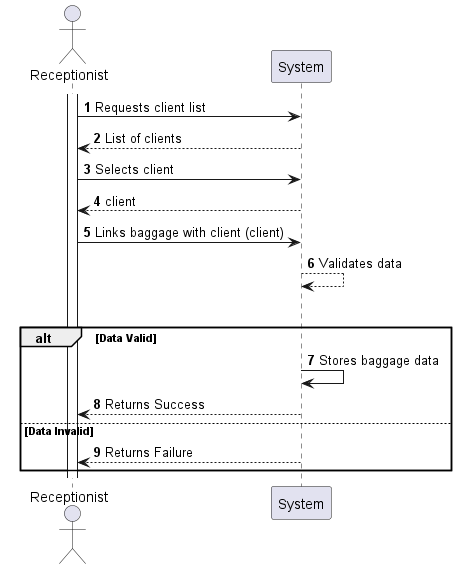 Receptionist
System
1 Requests client list
2 List of clients
3 Selects client
4 client
5 Links baggage with client (client)
6 Validates data
alt [Data Valid]
7 Stores baggage data
8 Returns Success
[Data Invalid]
9 Returns Failure
Receptionist
System